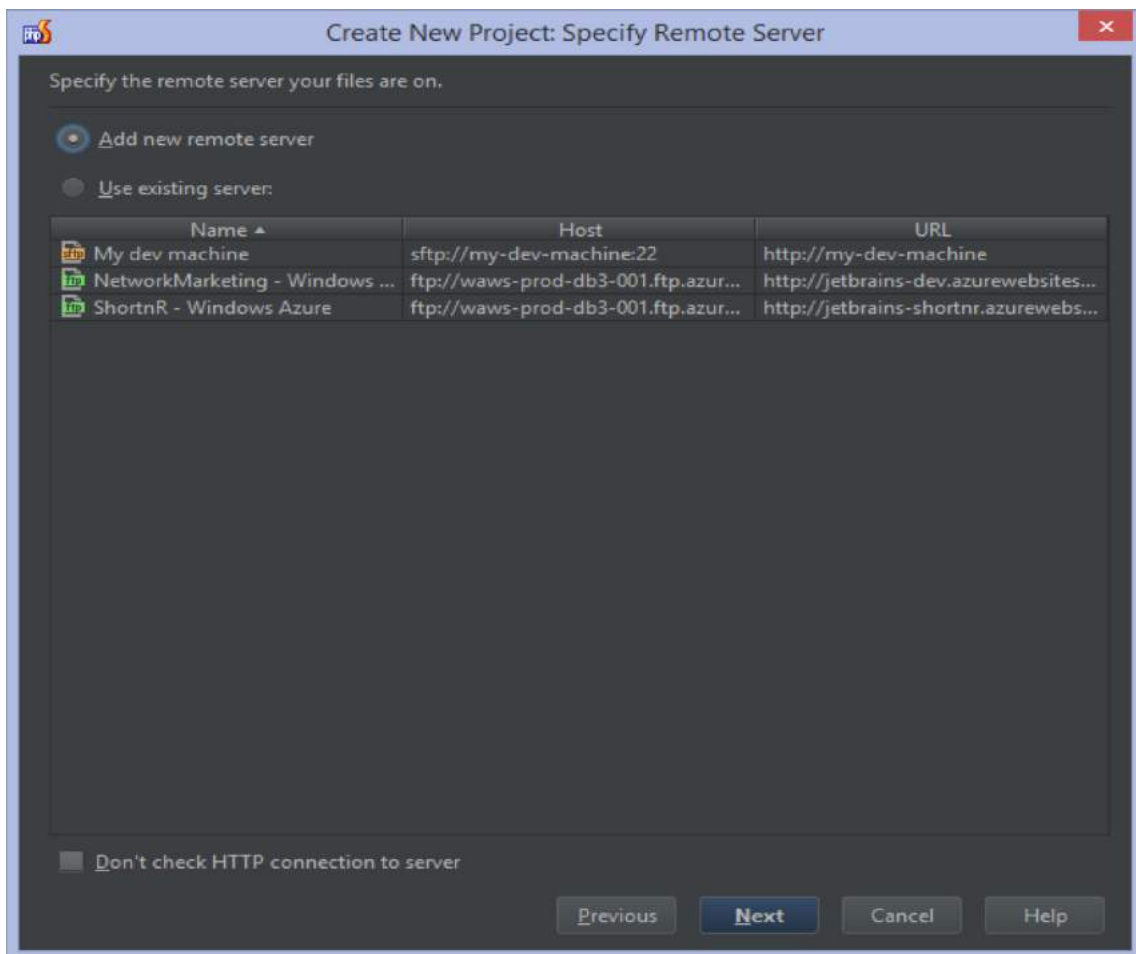 Create New Project: Specify Remote Server
Specify the remote server your files are on.
Add new remote server
Use existing server:
Name Host URL
My dev machine sftp://my-dev-machine:22 http://my-dev-machine
NetworkMarketing - Windows ... ftp://waws-prod-db3-001.ftp.azur... http://jetbrains-dev.azurewebsites...
ShortnR - Windows Azure ftp://waws-prod-db3-001.ftp.azur... http://jetbrains-shortnr.azurewebs...
Don't check HTTP connection to server
Previous Next Cancel Help